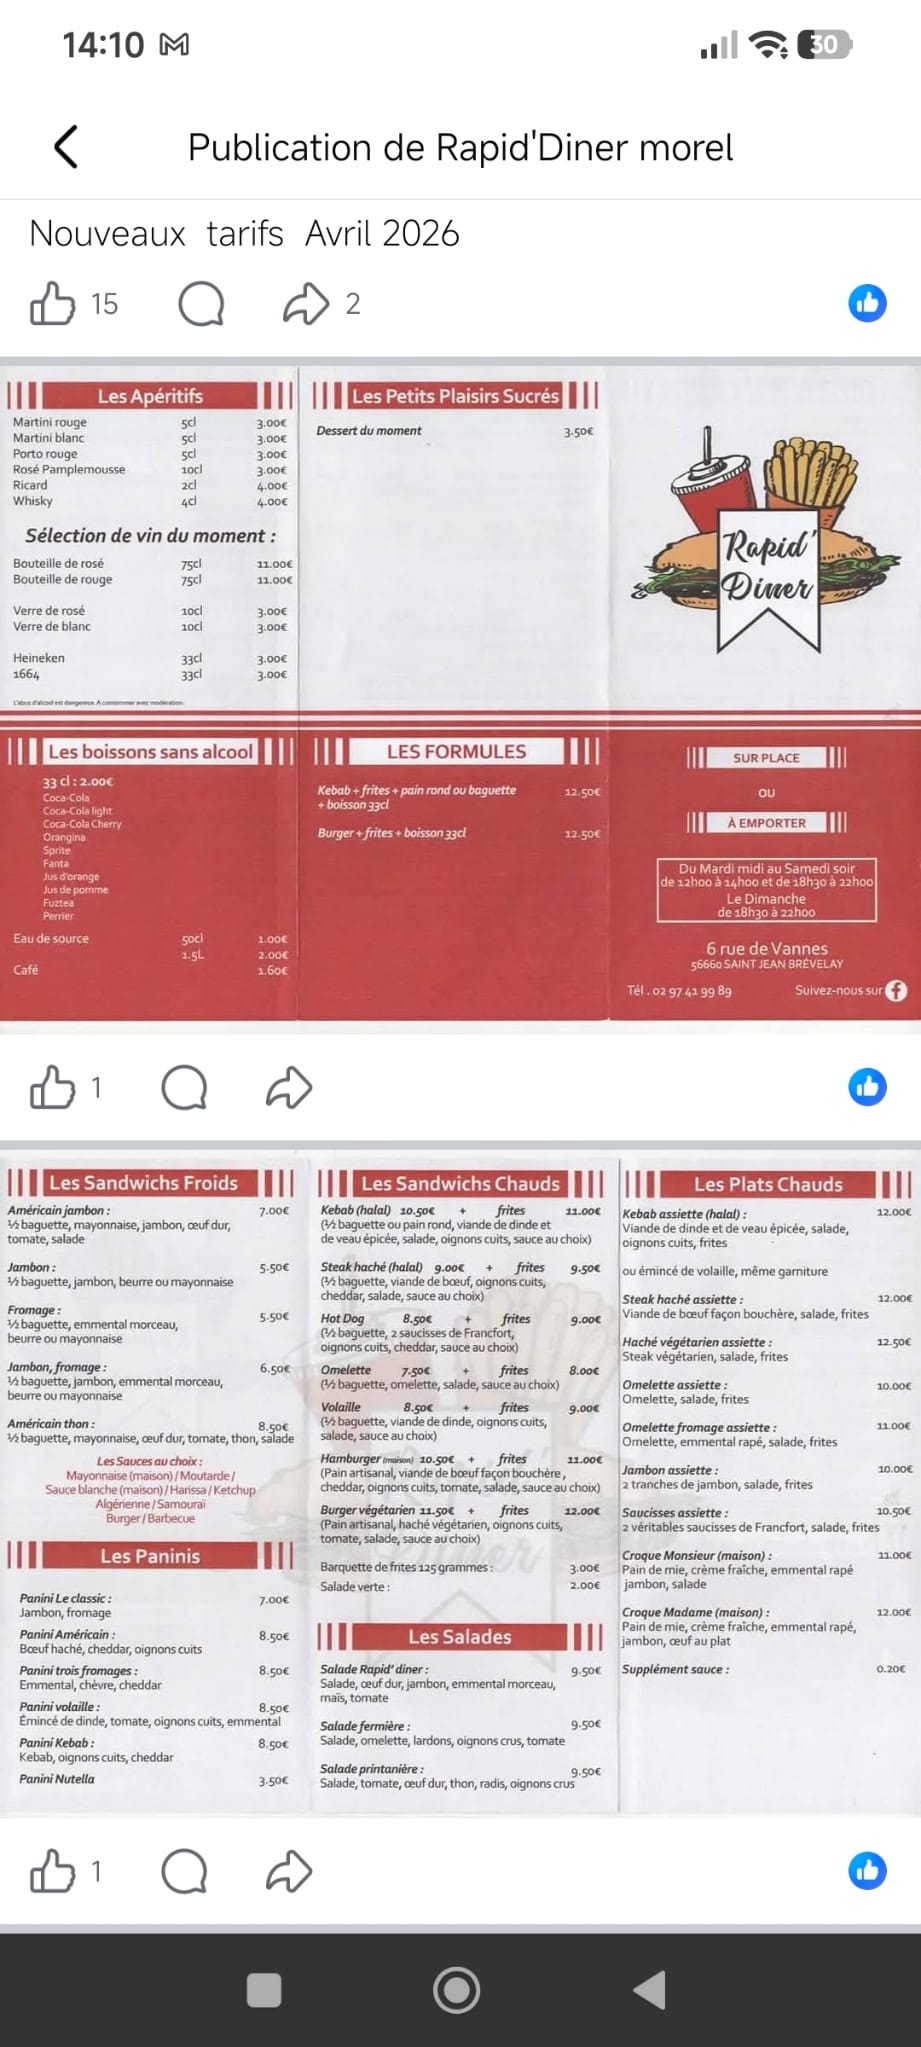 14:10
30
Publication de Rapid'Diner morel
Nouveaux tarifs Avril 2026
15
2
Les Apéritifs
Martini rouge 5cl 3.00€
Martini blanc 5cl 3.00€
Porto rouge 5cl 3.00€
Rosé Pamplemousse 10cl 3.00€
Ricard 2cl 4.00€
Whisky 4cl 4.00€
Sélection de vin du moment :
Bouteille de rosé 75cl 11.00€
Bouteille de rouge 75cl 11.00€
Verre de rosé 10cl 3.00€
Verre de blanc 10cl 3.00€
Heineken 33cl 3.00€
1664 33cl 3.00€
L'abus d'alcool est dangereux. A consommer avec modération.
Les Petits Plaisirs Sucrés
Dessert du moment 3.50€
Rapid'
Diner
Les boissons sans alcool
33 cl : 2.00€
Coca-Cola
Coca-Cola light
Coca-Cola Cherry
Orangina
Sprite
Fanta
Jus d'orange
Jus de pomme
Fuztea
Perrier
Eau de source 50cl 1.00€
1.5L 2.00€
Café 1.60€
LES FORMULES
Kebab + frites + pain rond ou baguette 12.50€
+ boisson 33cl
Burger + frites + boisson 33cl 12.50€
SUR PLACE
OU
À EMPORTER
Du Mardi midi au Samedi soir
de 12h00 à 14h00 et de 18h30 à 22h00
Le Dimanche
de 18h30 à 22h00
6 rue de Vannes
56660 SAINT JEAN BRÉVELAY
Tél . 02 97 41 99 89 Suivez-nous sur
1
Les Sandwichs Froids
Américain jambon : 7.00€
½ baguette, mayonnaise, jambon, œuf dur,
tomate, salade
Jambon : 5.50€
½ baguette, jambon, beurre ou mayonnaise
Fromage : 5.50€
½ baguette, emmental morceau,
beurre ou mayonnaise
Jambon, fromage : 6.50€
½ baguette, jambon, emmental morceau,
beurre ou mayonnaise
Américain thon : 8.50€
½ baguette, mayonnaise, œuf dur, tomate, thon, salade
Les Sauces au choix :
Mayonnaise (maison) / Moutarde /
Sauce blanche (maison) / Harissa / Ketchup
Algérienne / Samouraï
Burger / Barbecue
Les Paninis
Panini Le classic : 7.00€
Jambon, fromage
Panini Américain : 8.50€
Bœuf haché, cheddar, oignons cuits
Panini trois fromages : 8.50€
Emmental, chèvre, cheddar
Panini volaille : 8.50€
Émincé de dinde, tomate, oignons cuits, emmental
Panini Kebab : 8.50€
Kebab, oignons cuits, cheddar
Panini Nutella 3.50€
Les Sandwichs Chauds
Kebab (halal) 10.50€ + frites 11.00€
(½ baguette ou pain rond, viande de dinde et
de veau épicée, salade, oignons cuits, sauce au choix)
Steak haché (halal) 9.00€ + frites 9.50€
(½ baguette, viande de bœuf, oignons cuits,
cheddar, salade, sauce au choix)
Hot Dog 8.50€ + frites 9.00€
(½ baguette, 2 saucisses de Francfort,
oignons cuits, cheddar, sauce au choix)
Omelette 7.50€ + frites 8.00€
(½ baguette, omelette, salade, sauce au choix)
Volaille 8.50€ + frites 9.00€
(½ baguette, viande de dinde, oignons cuits,
salade, sauce au choix)
Hamburger (maison) 10.50€ + frites 11.00€
(Pain artisanal, viande de bœuf façon bouchère,
cheddar, oignons cuits, tomate, salade, sauce au choix)
Burger végétarien 11.50€ + frites 12.00€
(Pain artisanal, haché végétarien, oignons cuits,
tomate, salade, sauce au choix)
Barquette de frites 125 grammes : 3.00€
Salade verte : 2.00€
Les Salades
Salade Rapid' diner : 9.50€
Salade, œuf dur, jambon, emmental morceau,
maïs, tomate
Salade fermière : 9.50€
Salade, omelette, lardons, oignons crus, tomate
Salade printanière : 9.50€
Salade, tomate, œuf dur, thon, radis, oignons crus
Les Plats Chauds
Kebab assiette (halal) : 12.00€
Viande de dinde et de veau épicée, salade,
oignons cuits, frites
ou émincé de volaille, même garniture
Steak haché assiette : 12.00€
Viande de bœuf façon bouchère, salade, frites
Haché végétarien assiette : 12.50€
Steak végétarien, salade, frites
Omelette assiette : 10.00€
Omelette, salade, frites
Omelette fromage assiette : 11.00€
Omelette, emmental rapé, salade, frites
Jambon assiette : 10.00€
2 tranches de jambon, salade, frites
Saucisses assiette : 10.50€
2 véritables saucisses de Francfort, salade, frites
Croque Monsieur (maison) : 11.00€
Pain de mie, crème fraîche, emmental rapé
jambon, salade
Croque Madame (maison) : 12.00€
Pain de mie, crème fraîche, emmental rapé,
jambon, œuf au plat
Supplément sauce : 0.20€
1